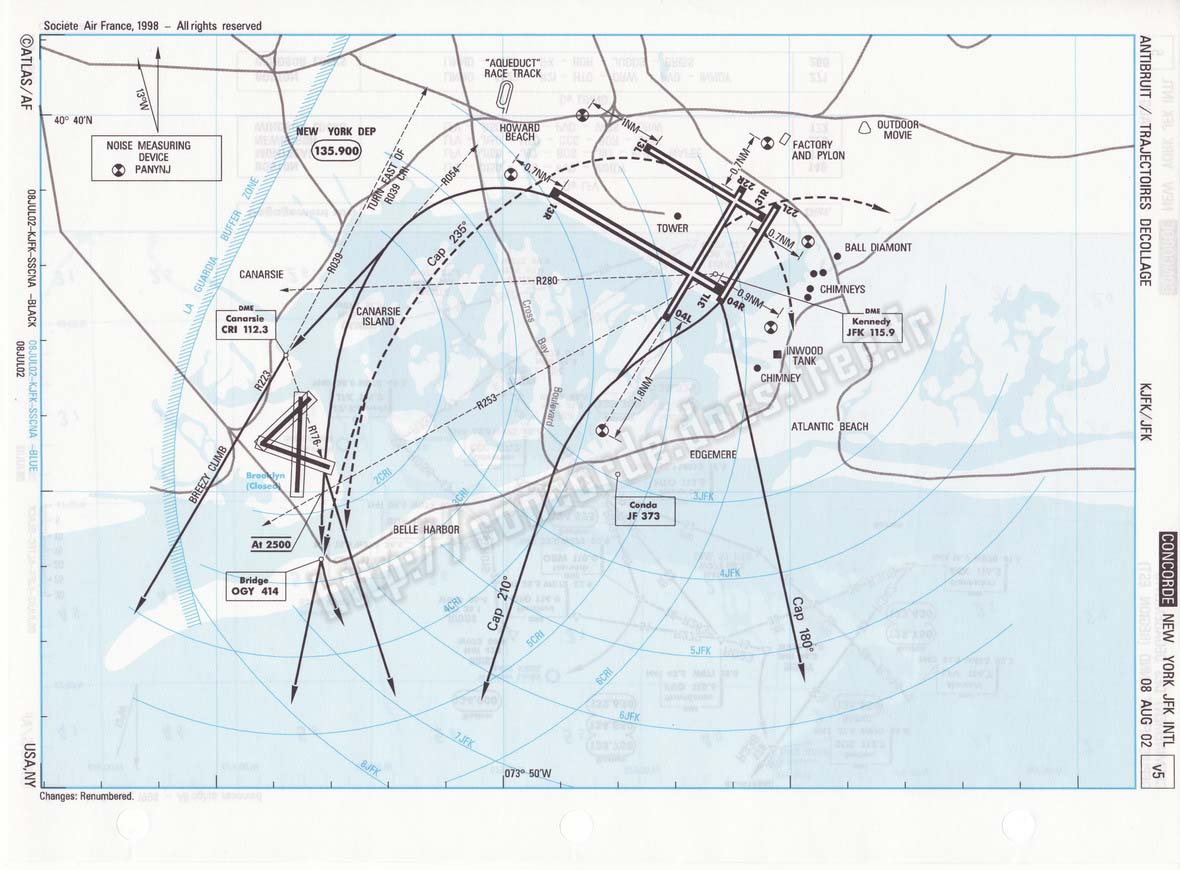 Societe Air France, 1998 – All rights reserved
©ATLAS/AF
08JUL02–KJFK–SSCNA –BLACK
08JUL02
08JUL02–KJFK–SSCNA –BLUE
USA,NY
ANTIBRUIT / TRAJECTOIRES DECOLLAGE
KJFK/JFK
CONCORDE NEW YORK JFK INTL
08 AUG 02
v5
40° 40'N
13°W
NOISE MEASURING
DEVICE
PANYNJ
NEW YORK DEP
135.900
"AQUEDUCT"
RACE TRACK
HOWARD
BEACH
1NM
13L
0.7NM
FACTORY
AND PYLON
OUTDOOR
MOVIE
LA GUARDIA BUFFER ZONE
TURN EAST OF
R039 CRI
R054
R039
0.7NM
13R
Cap 235°
22R
31R
22L
TOWER
0.7NM
BALL DIAMONT
CHIMNEYS
CANARSIE
R280
CANARSIE
ISLAND
DME
Canarsie
CRI 112.3
Cross
Bay
Boulevard
31L
04R
04L
0.9NM
DME
Kennedy
JFK 115.9
INWOOD
TANK
CHIMNEY
R223
R253
1.8NM
R176
ATLANTIC BEACH
BREEZY CLIMB
Brooklyn
(Closed)
EDGEMERE
2CRI
3CRI
3JFK
Conda
JF 373
BELLE HARBOR
At 2500
Bridge
OGY 414
4CRI
4JFK
Cap 210°
Cap 180°
5CRI
5JFK
6CRI
6JFK
7JFK
8JFK
073° 50'W
Changes: Renumbered.
http://concorde.docs.free.fr